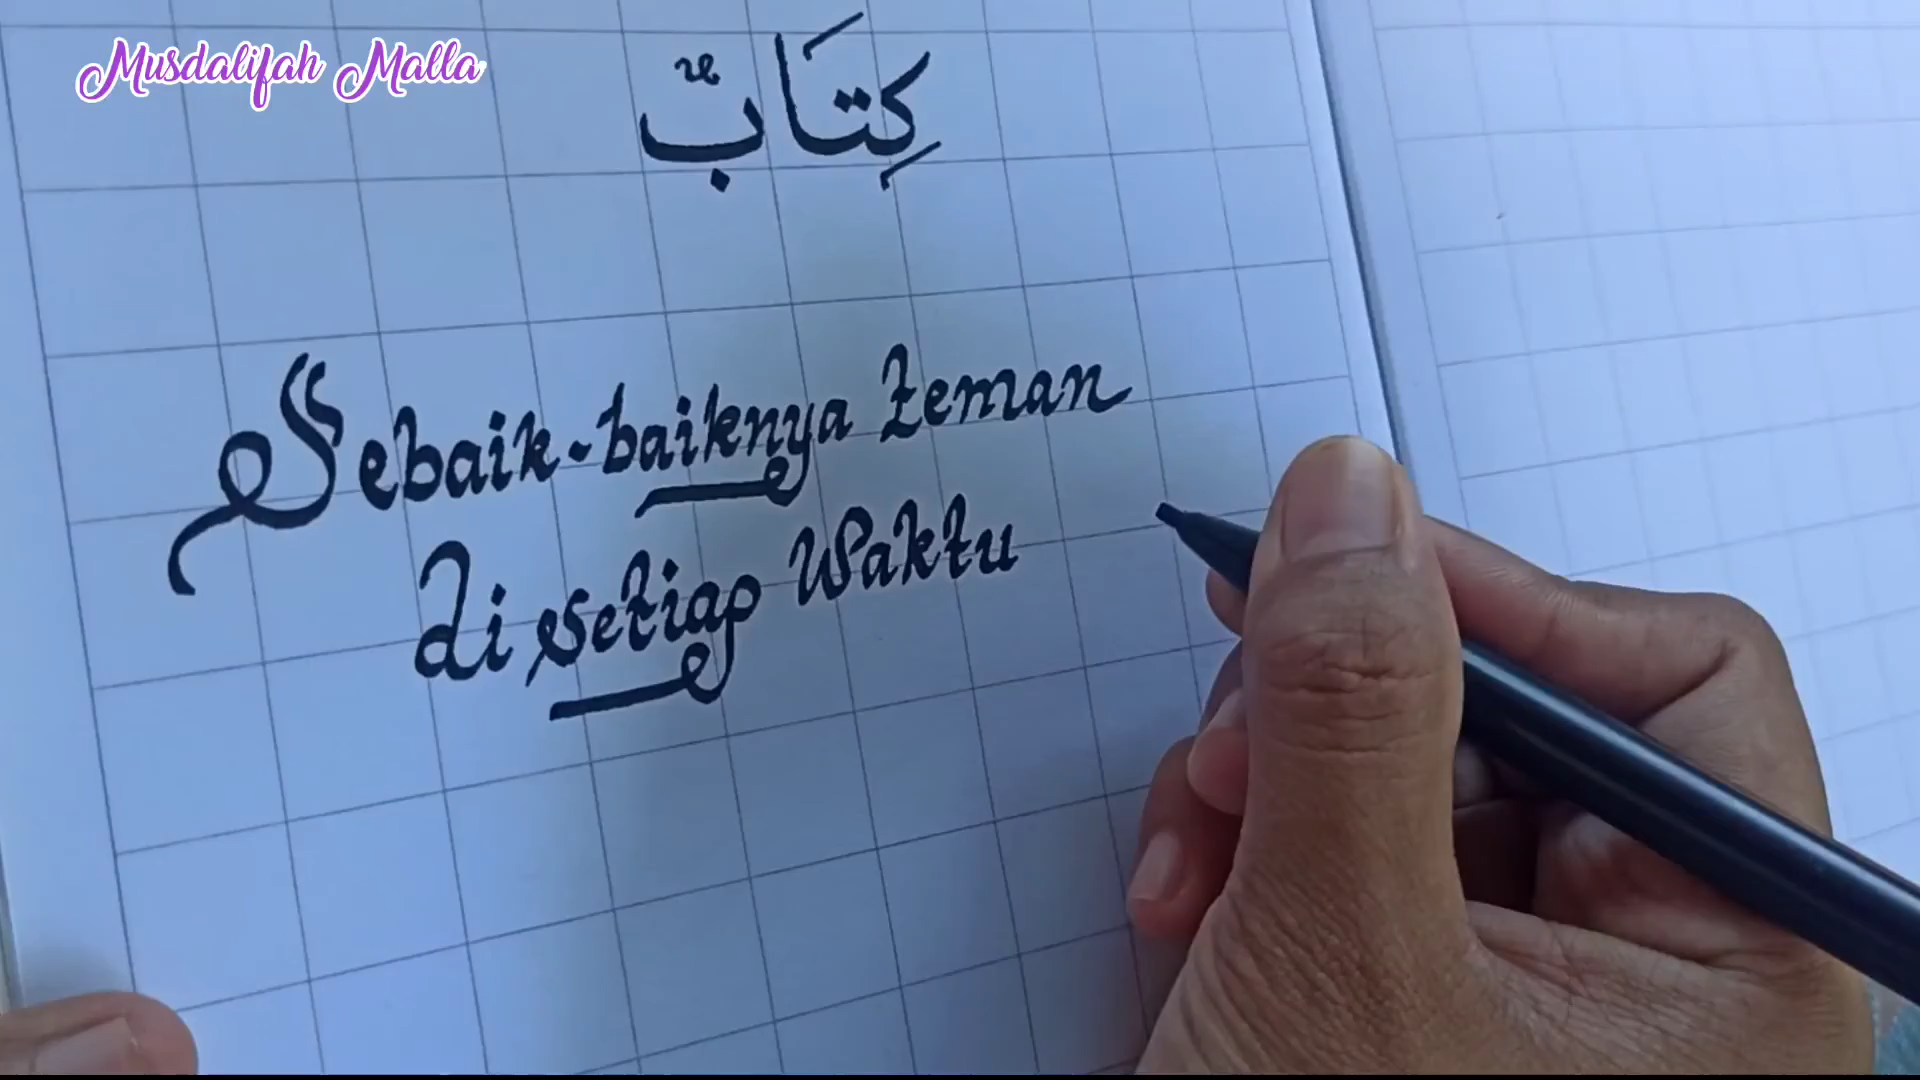 Musdalifah Malla
كِتَابٌ
Sebaik-baiknya teman
di setiap Waktu